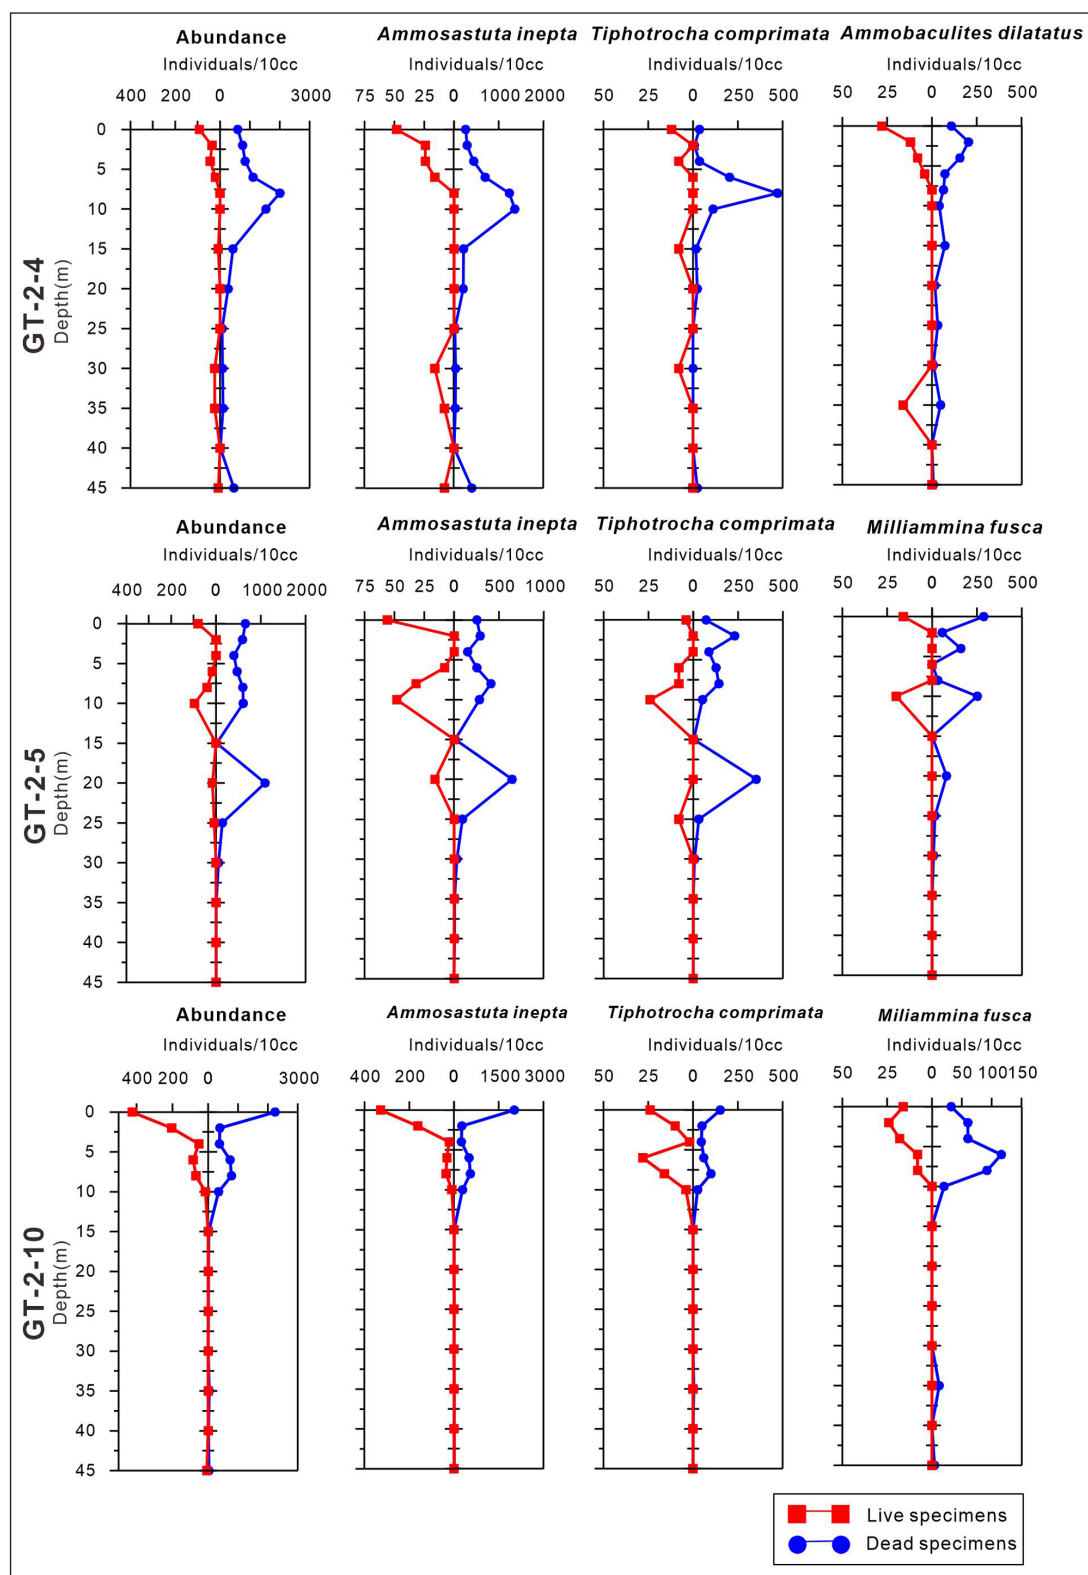 Abundance
Ammosastuta inepta
Tiphotrocha comprimata
Ammobaculites dilatatus
Individuals/10cc
Individuals/10cc
Individuals/10cc
Individuals/10cc
400 200 0 1000 3000
75 50 25 0 1000 2000
50 25 0 250 500
50 25 0 250 500
0
5
10
15
20
25
30
35
40
45
GT-2-4
Depth(m)
Abundance
Ammosastuta inepta
Tiphotrocha comprimata
Milliammina fusca
Individuals/10cc
Individuals/10cc
Individuals/10cc
Individuals/10cc
400 200 0 1000 2000
75 50 25 0 500 1000
50 25 0 250 500
50 25 0 250 500
0
5
10
15
20
25
30
35
40
45
GT-2-5
Depth(m)
Abundance
Ammosastuta inepta
Tiphotrocha comprimata
Miliammina fusca
Individuals/10cc
Individuals/10cc
Individuals/10cc
Individuals/10cc
400 200 0 3000
400 200 0 1500 3000
50 25 0 250 500
50 25 0 50 100 150
0
5
10
15
20
25
30
35
40
45
GT-2-10
Depth(m)
Live specimens
Dead specimens